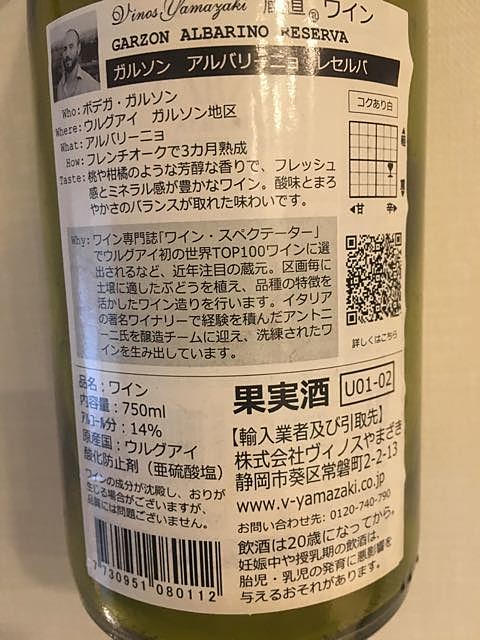 Vinos Yamazaki 蔵直® ワイン
GARZON ALBARINO RESERVA
ガルソン アルバリーニョ レセルバ
Who:ボデガ・ガルソン
Where:ウルグアイ ガルソン地区
What:アルバリーニョ
How:フレンチオークで3カ月熟成
Taste:桃や柑橘のような芳醇な香りで、フレッシュ
感とミネラル感が豊かなワイン。酸味とまろ
やかさのバランスが取れた味わいです。
コクあり白
軽
重
◀甘 辛▶
Why:ワイン専門誌「ワイン・スペクテーター」
でウルグアイ初の世界TOP100ワインに選
出されるなど、近年注目の蔵元。区画毎に
土壌に適したぶどうを植え、品種の特徴を
活かしたワイン造りを行います。イタリア
の著名ワイナリーで経験を積んだアントニ
ーニ氏を醸造チームに迎え、洗練されたワ
インを生み出しています。
詳しくはこちら
品名:ワイン
内容量:750ml
アルコール分:14%
原産国:ウルグアイ
酸化防止剤(亜硫酸塩)
ワインの成分が沈殿し、おりが
生じる場合がございますが、
品質には問題ございません。
7 730951 080112
果実酒 U01-02
【輸入業者及び引取先】
株式会社ヴィノスやまざき
静岡市葵区常磐町2-2-13
www.v-yamazaki.co.jp
お問い合わせ先:0120-740-790
飲酒は20歳になってから。
妊娠中や授乳期の飲酒は、
胎児・乳児の発育に悪影響を
与えるおそれがあります。